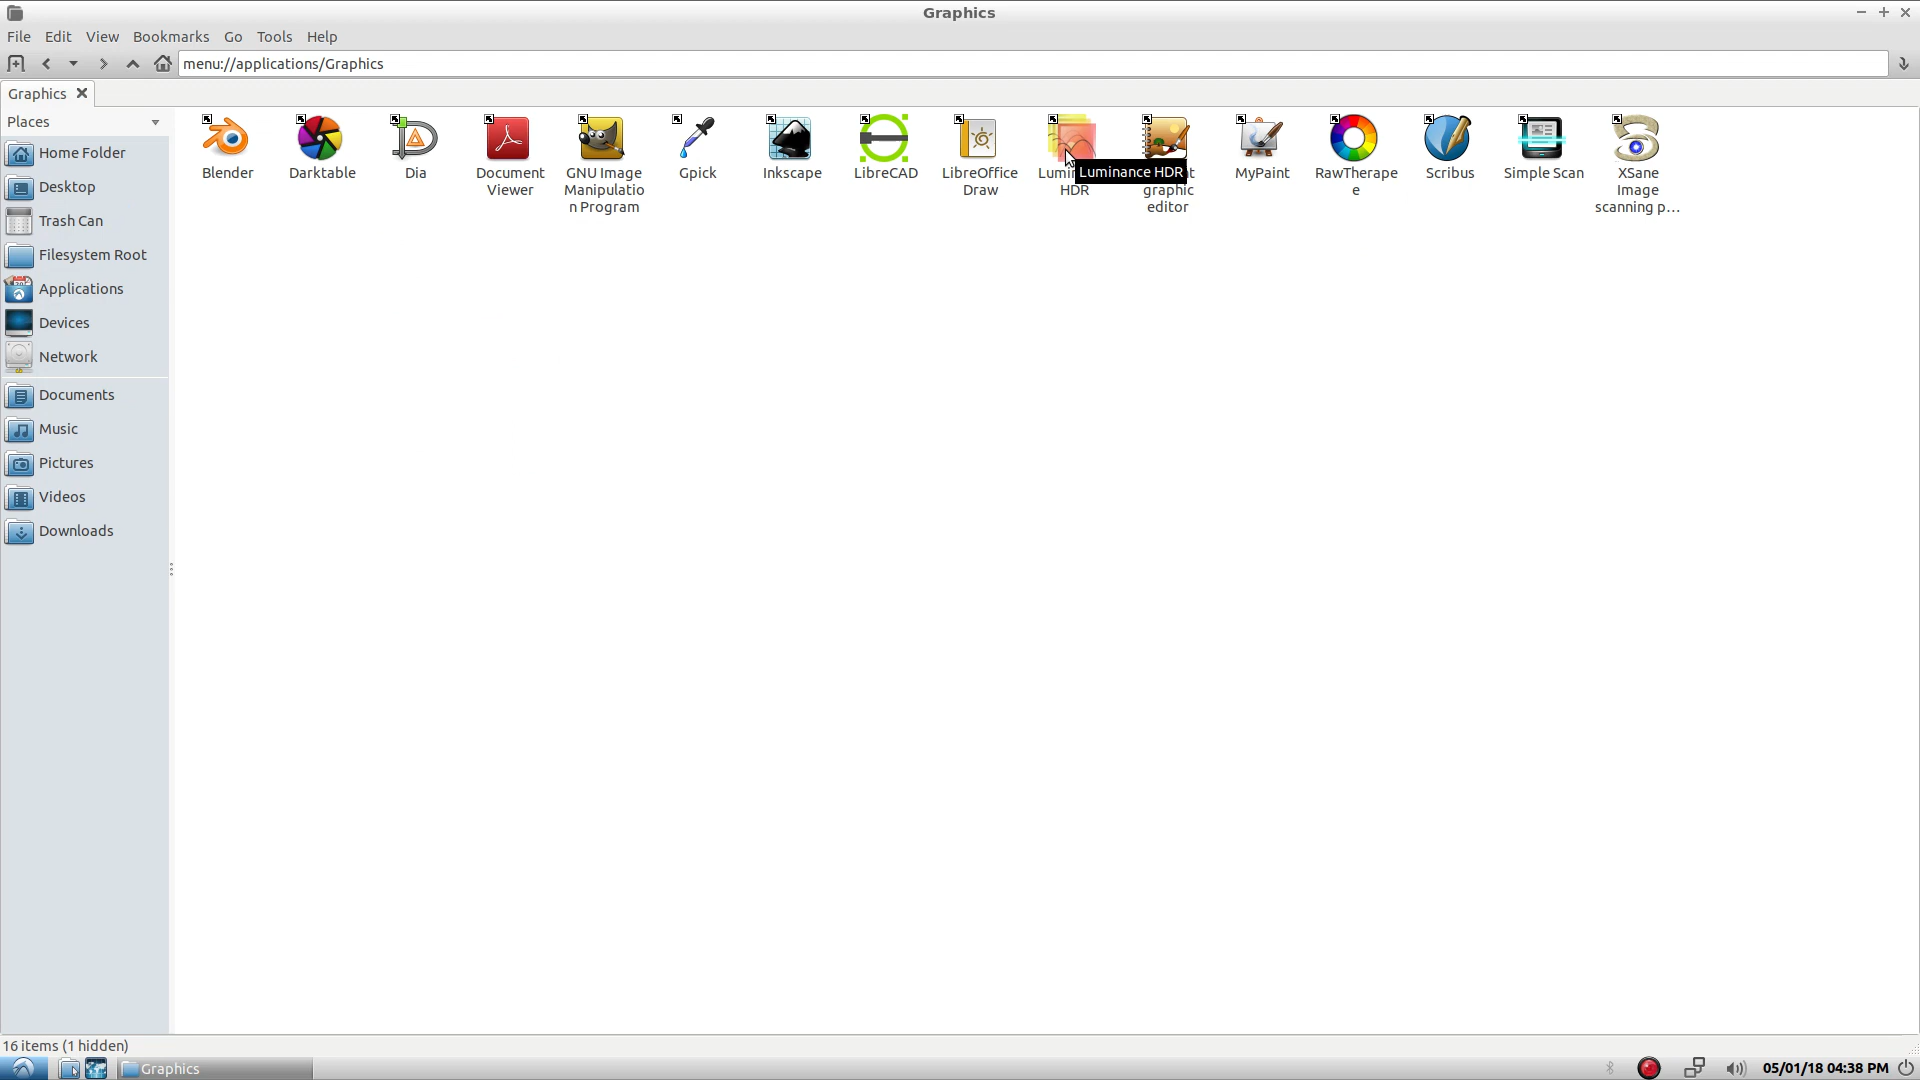 Graphics
File Edit View Bookmarks Go Tools Help
menu://applications/Graphics
Graphics
Places
Home Folder
Desktop
Trash Can
Filesystem Root
Applications
Devices
Network
Documents
Music
Pictures
Videos
Downloads
Blender
Darktable
Dia
Document
Viewer
GNU Image
Manipulatio
n Program
Gpick
Inkscape
LibreCAD
LibreOffice
Draw
HDR
Luminance HDR
graphic
editor
MyPaint
RawTherape
e
Scribus
Simple Scan
XSane
Image
scanning p...
16 items (1 hidden)
Graphics
05/01/18 04:38 PM